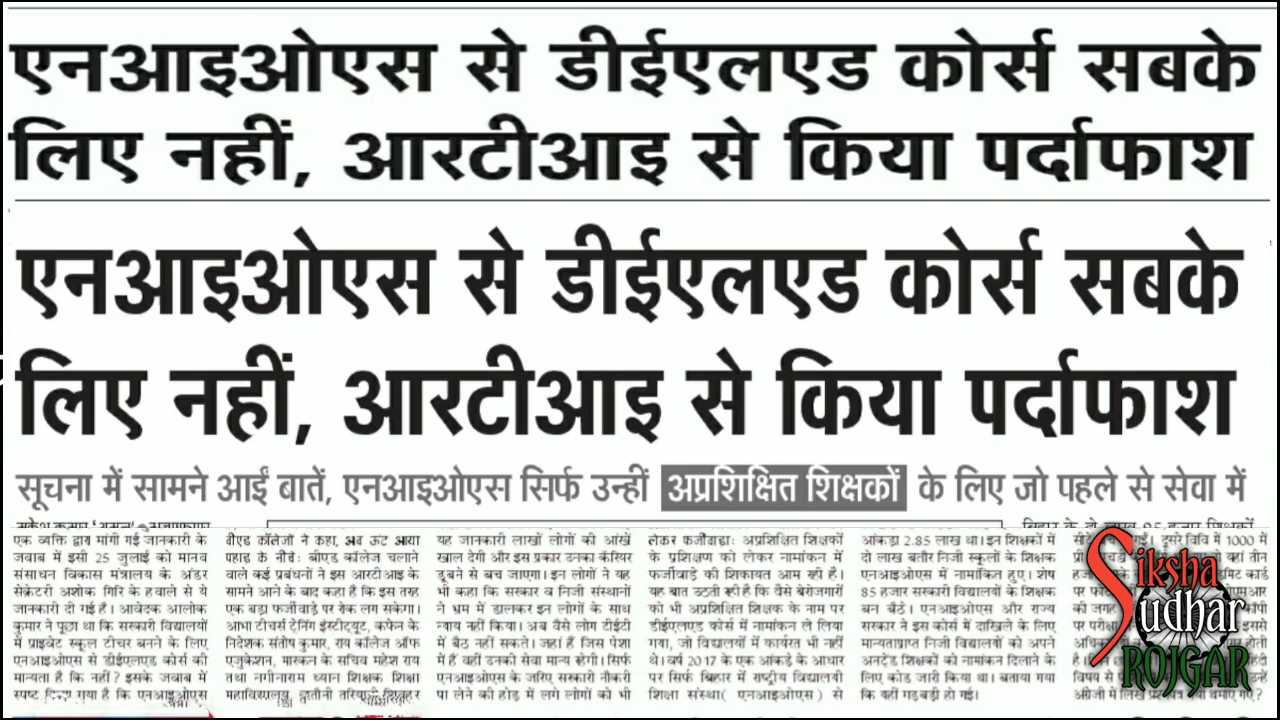 एनआइओएस से डीईएलएड कोर्स सबके
लिए नहीं, आरटीआइ से किया पर्दाफाश
एनआइओएस से डीईएलएड कोर्स सबके
लिए नहीं, आरटीआइ से किया पर्दाफाश
सूचना में सामने आईं बातें, एनआइओएस सिर्फ उन्हीं अप्रशिक्षित शिक्षकों के लिए जो पहले से सेवा में
एक व्यक्ति द्वारा मांगी गई जानकारी के
जवाब में इसी 25 जुलाई को मानव
संसाधन विकास मंत्रालय के अंडर
सेक्रेटरी अशोक गिरि के हवाले से ये
जानकारी दी गई है। आवेदक आलोक
कुमार ने पूछा था कि सरकारी विद्यालयों
में प्राइवेट स्कूल टीचर बनने के लिए
एनआइओएस से डीईएलएड कोर्स की
मान्यता है कि नहीं? इसके जवाब में
स्पष्ट किया गया है कि एनआइओएस
बीएड कॉलेजों ने कहा, अब ऊंट आया
पहाड़ के नीचे: बीएड कॉलेज चलाने
वाले कई प्रबंधनों ने इस आरटीआइ के
सामने आने के बाद कहा है कि इस तरह
एक बड़ा फर्जीवाड़े पर रोक लग सकेगा।
आभा टीचर्स ट्रेनिंग इंस्टीट्यूट, कफेन के
निदेशक संतोष कुमार, राय कॉलेज ऑफ
एजुकेशन, मारकन के सचिव महेश राय
तथा नगीनाराम ध्यान शिक्षक शिक्षा
महाविद्यालय,
यह जानकारी लाखों लोगों की आंखें
खाल देगी और इस प्रकार उनका कॅरियर
डूबने से बच जाएगा। इन लोगों ने यह
भी कहा कि सरकार व निजी संस्थानों
ने भ्रम में डालकर इन लोगों के साथ
न्याय नहीं किया। अब वैसे लोग टीईटी
में बैठ नहीं सकते। जहां हैं जिस पेशा
में हैं वहीं उनको सेवा मान्य रहेगी। सिर्फ
एनआइओएस के जरिए सरकारी नौकरी
पा लेने की होड़ में लगे लोगों को भी
लेकर फर्जीवाड़ा: अप्रशिक्षित शिक्षकों
के प्रशिक्षण को लेकर नामांकन में
फर्जीवाड़े की शिकायत आम रही है।
यह बात उठती रही है कि वैसे बेरोजगारों
को भी अप्रशिक्षित शिक्षक के नाम पर
डीईएलएड कोर्स में नामांकन ले लिया
गया, जो विद्यालयों में कार्यरत भी नहीं
थे। वर्ष 2017 के एक आंकड़े के आधार
पर सिर्फ बिहार में राष्ट्रीय विद्यालयी
शिक्षा संस्था( एनआइओएस ) से
आंकड़ा 2.85 लाख था। इन शिक्षकों में
दो लाख बतौर निजी स्कूलों के शिक्षक
एनआइओएस में नामांकित हुए। शेष
85 हजार सरकारी विद्यालयों के शिक्षक
बन बैठे। एनआइओएस और राज्य
सरकार ने इस कोर्स में दाखिले के लिए
मान्यताप्राप्त निजी विद्यालयों को अपने
अनट्रेंड शिक्षकों को नामांकन दिलाने के
लिए कोड जारी किया था। बताया गया
कि यहीं गड़बड़ी हो गई।
Siksha
Sudhar
ROJGAR